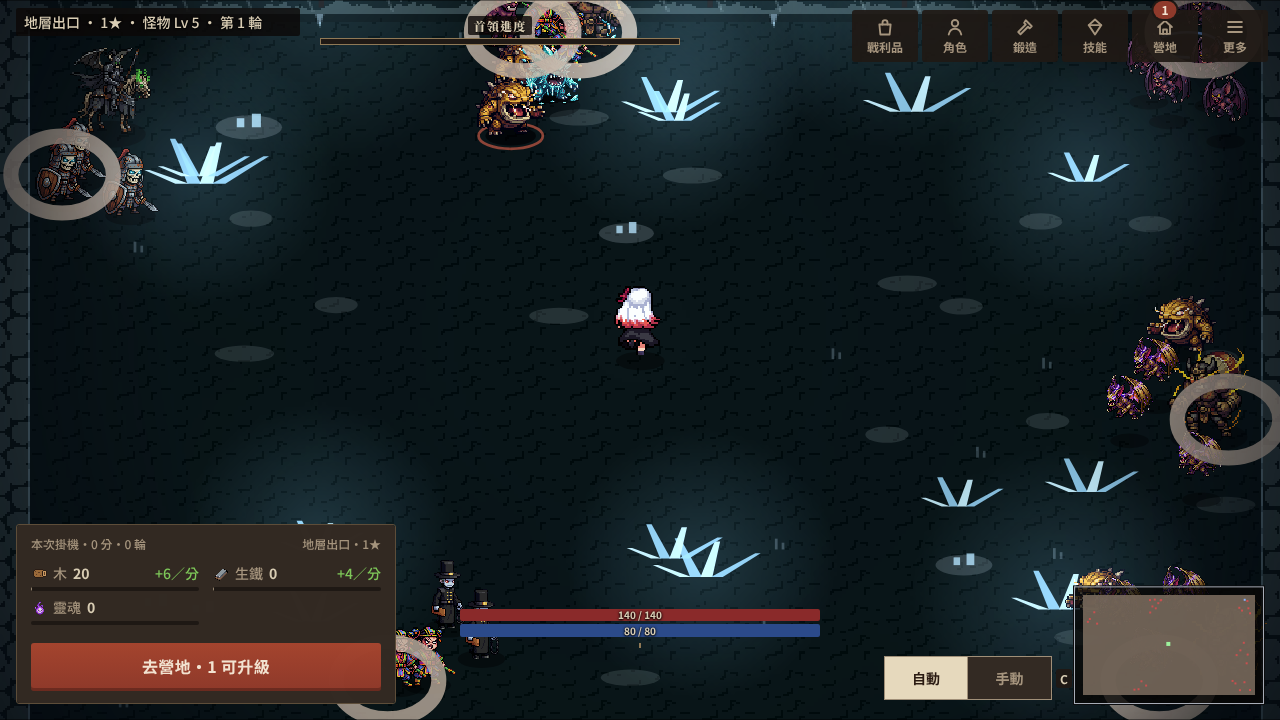 地層出口・1★・怪物 Lv 5・第 1 輪
首領進度
1
戰利品
角色
鍛造
技能
營地
更多
本次掛機・0 分・0 輪
地層出口・1★
木 20 +6／分
生鐵 0 +4／分
靈魂 0
去營地・1 可升級
140 / 140
80 / 80
自動
手動
C